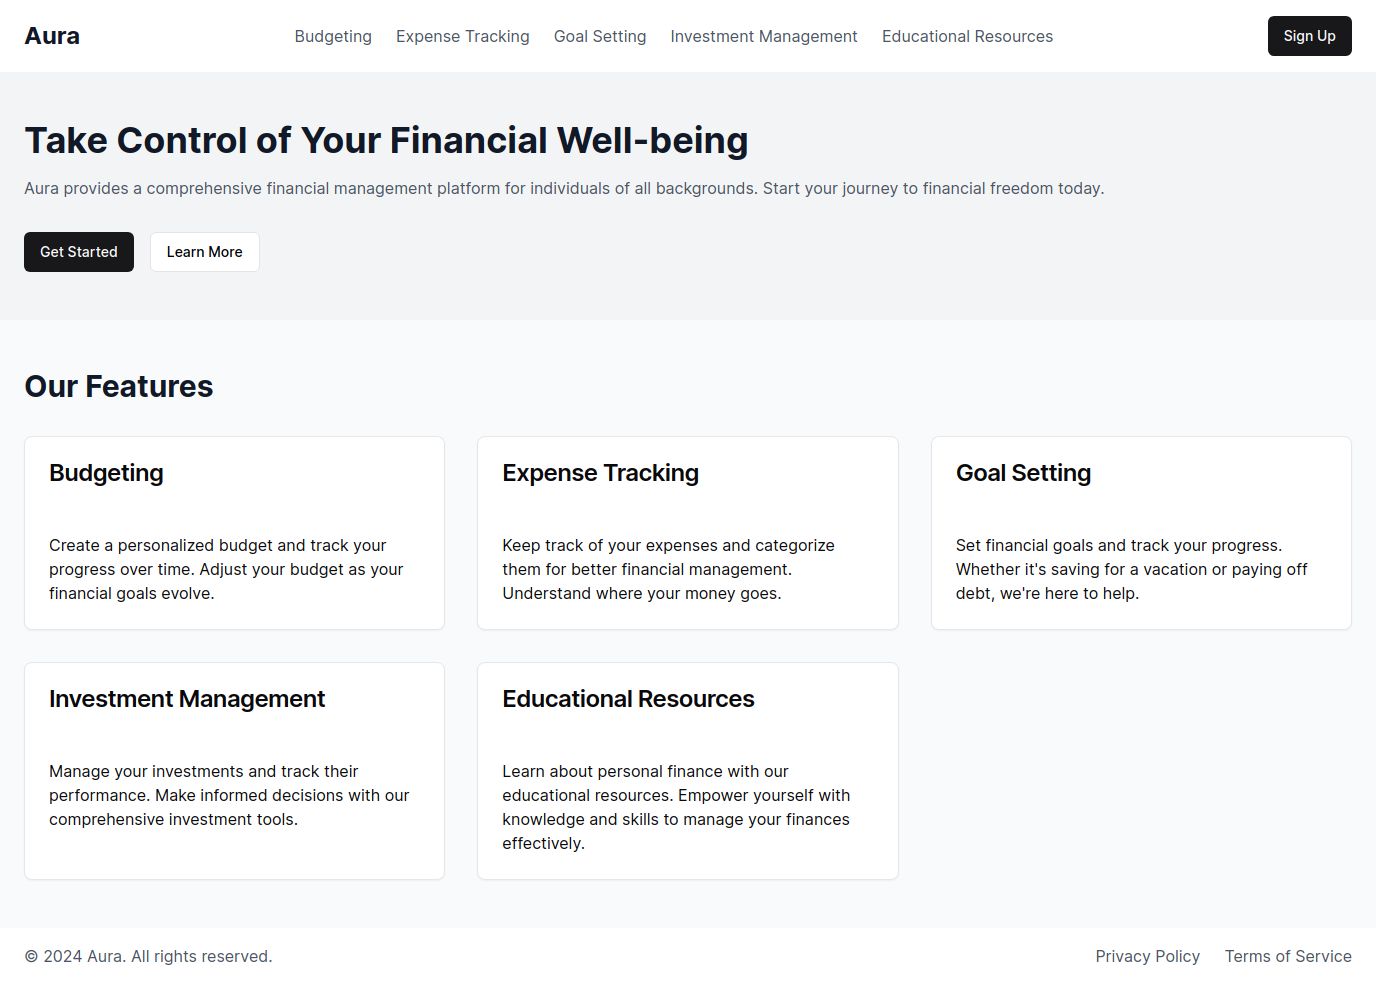 Aura
Budgeting
Expense Tracking
Goal Setting
Investment Management
Educational Resources
Sign Up
Take Control of Your Financial Well-being
Aura provides a comprehensive financial management platform for individuals of all backgrounds. Start your journey to financial freedom today.
Get Started
Learn More
Our Features
Budgeting
Create a personalized budget and track your
progress over time. Adjust your budget as your
financial goals evolve.
Expense Tracking
Keep track of your expenses and categorize
them for better financial management.
Understand where your money goes.
Goal Setting
Set financial goals and track your progress.
Whether it's saving for a vacation or paying off
debt, we're here to help.
Investment Management
Manage your investments and track their
performance. Make informed decisions with our
comprehensive investment tools.
Educational Resources
Learn about personal finance with our
educational resources. Empower yourself with
knowledge and skills to manage your finances
effectively.
© 2024 Aura. All rights reserved.
Privacy Policy
Terms of Service